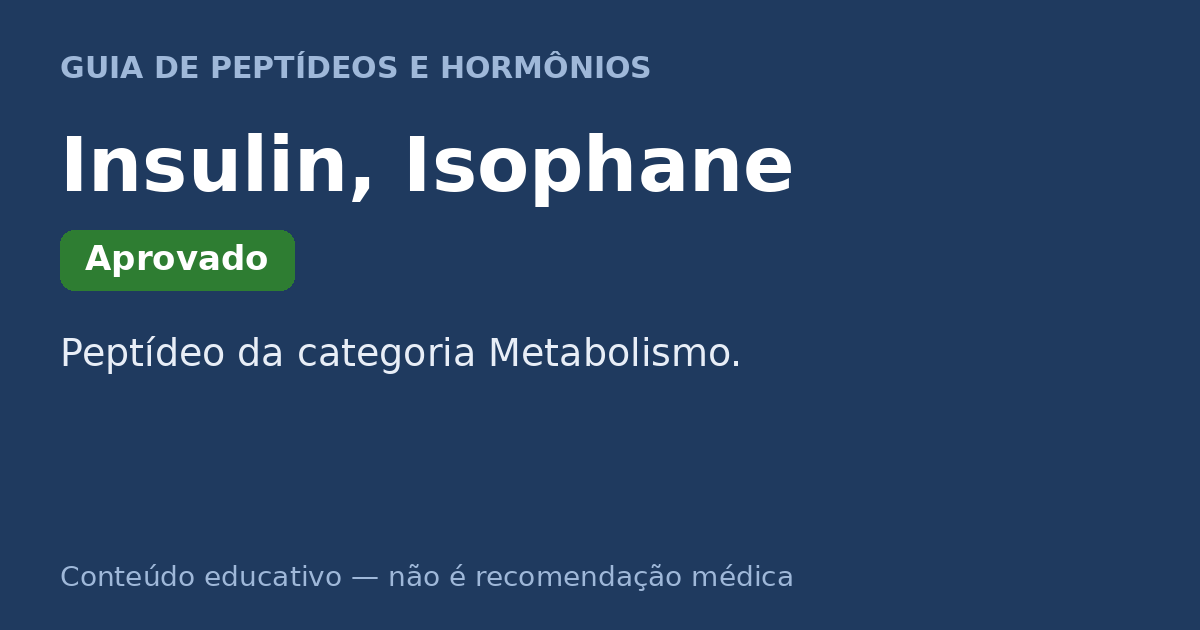 GUIA DE PEPTÍDEOS E HORMÔNIOS
Insulin, Isophane
Aprovado
Peptídeo da categoria Metabolismo.
Conteúdo educativo — não é recomendação médica